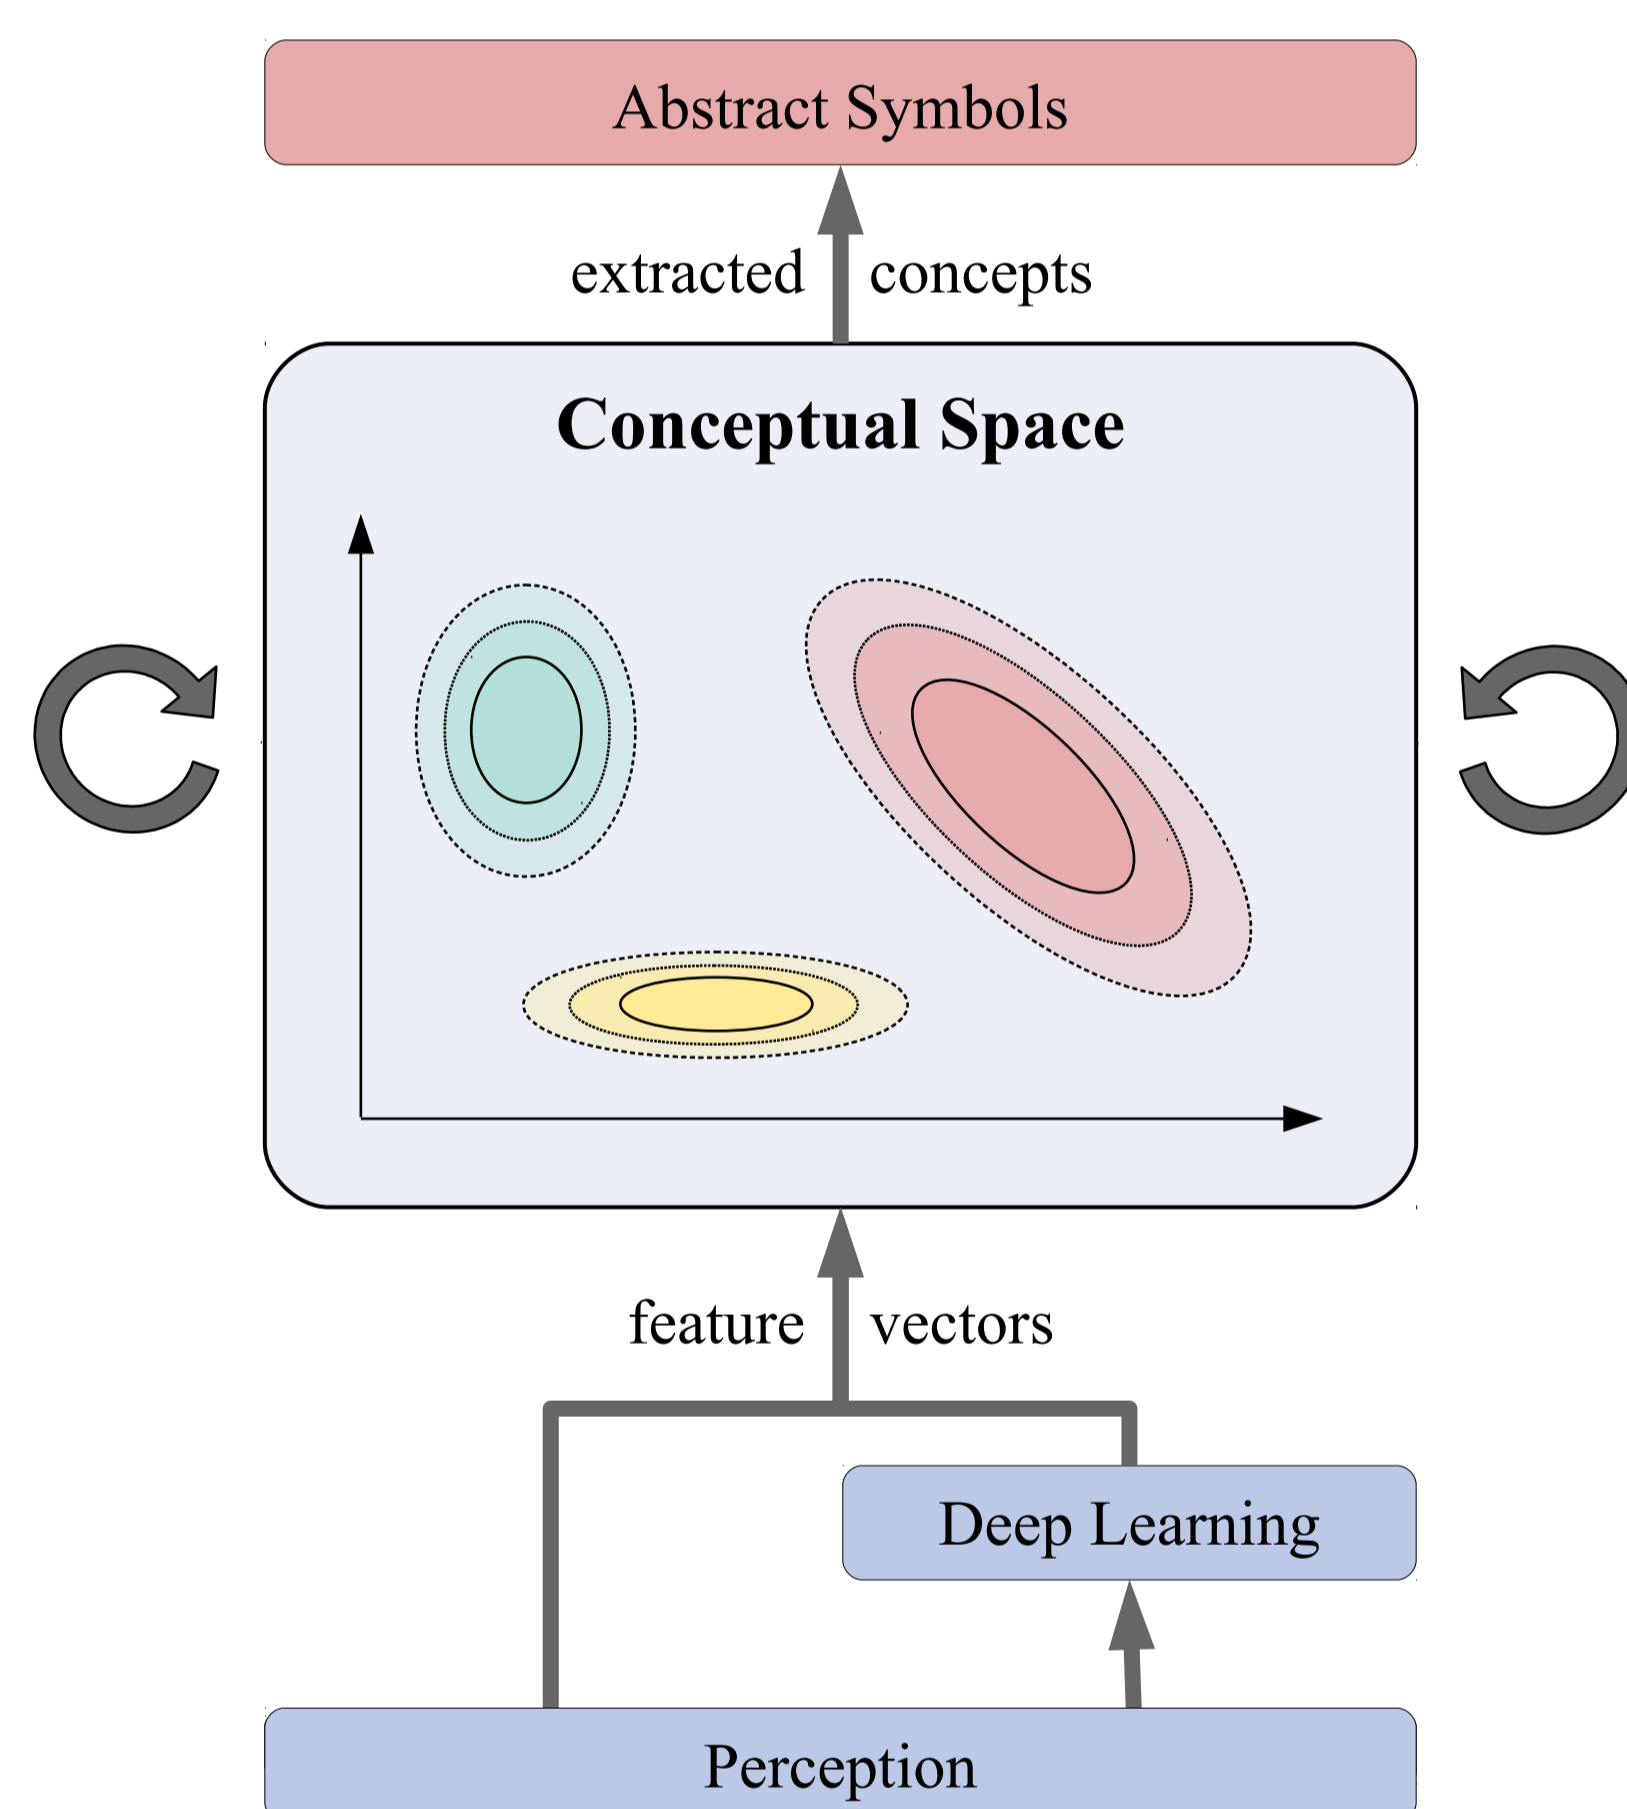 Abstract Symbols
extracted concepts
Conceptual Space
feature vectors
Deep Learning
Perception